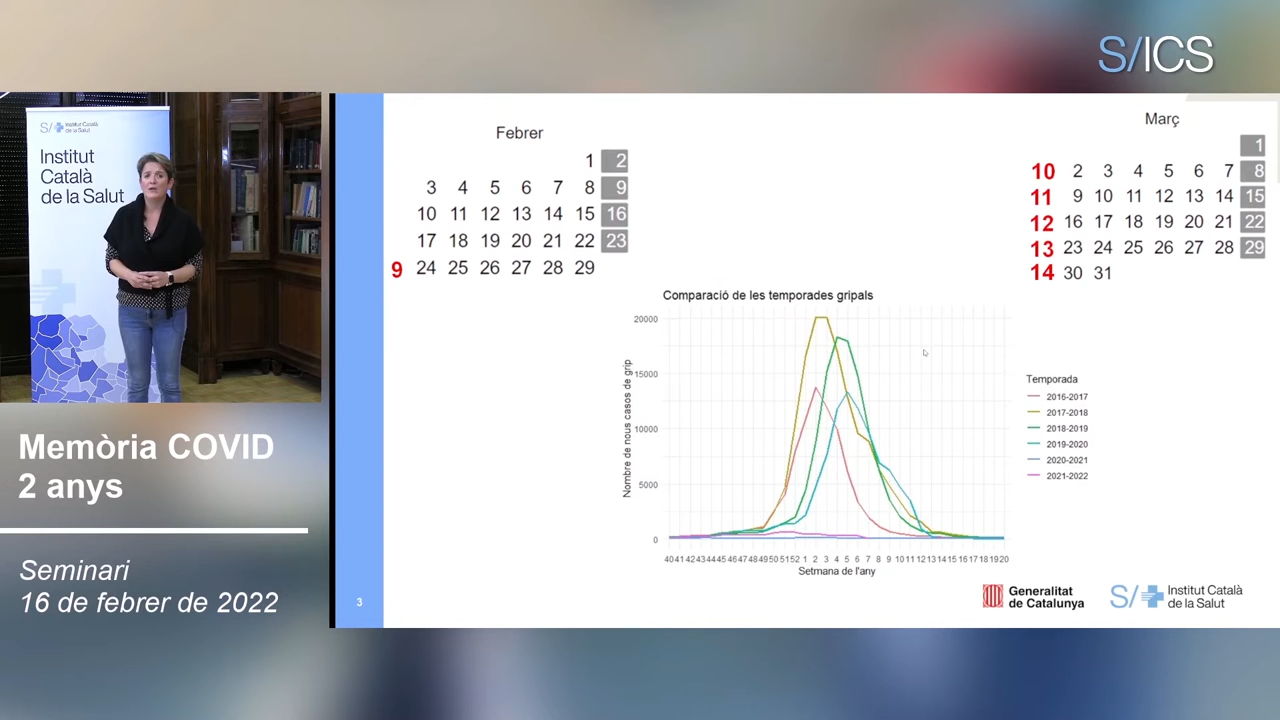 S/ICS
S/ Institut Català
de la Salut
Institut
Català
de la Salut
Memòria COVID
2 anys
Seminari
16 de febrer de 2022
Febrer
1 2
3 4 5 6 7 8 9
10 11 12 13 14 15 16
17 18 19 20 21 22 23
9 24 25 26 27 28 29
Març
1
10 2 3 4 5 6 7 8
11 9 10 11 12 13 14 15
12 16 17 18 19 20 21 22
13 23 24 25 26 27 28 29
14 30 31
Comparació de les temporades gripals
Nombre de nous casos de grip
20000
15000
10000
5000
0
40 41 42 43 44 45 46 47 48 49 50 51 52 1 2 3 4 5 6 7 8 9 10 11 12 13 14 15 16 17 18 19 20
Setmana de l'any
Temporada
2016-2017
2017-2018
2018-2019
2019-2020
2020-2021
2021-2022
3
Generalitat
de Catalunya
S/ Institut Català
de la Salut